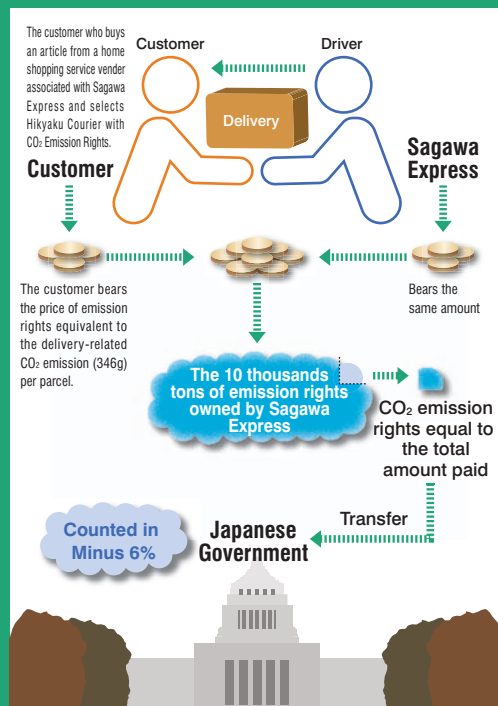 The customer who buys
an article from a home
shopping service vender
associated with Sagawa
Express and selects
Hikyaku Courier with
CO₂ Emission Rights.
Customer
Driver
Delivery
Customer
Sagawa
Express
The customer bears
the price of emission
rights equivalent to
the delivery-related
CO₂ emission (346g)
per parcel.
Bears the
same amount
The 10 thousands
tons of emission rights
owned by Sagawa
Express
CO₂ emission
rights equal to
the total
amount paid
Transfer
Counted in
Minus 6%
Japanese
Government